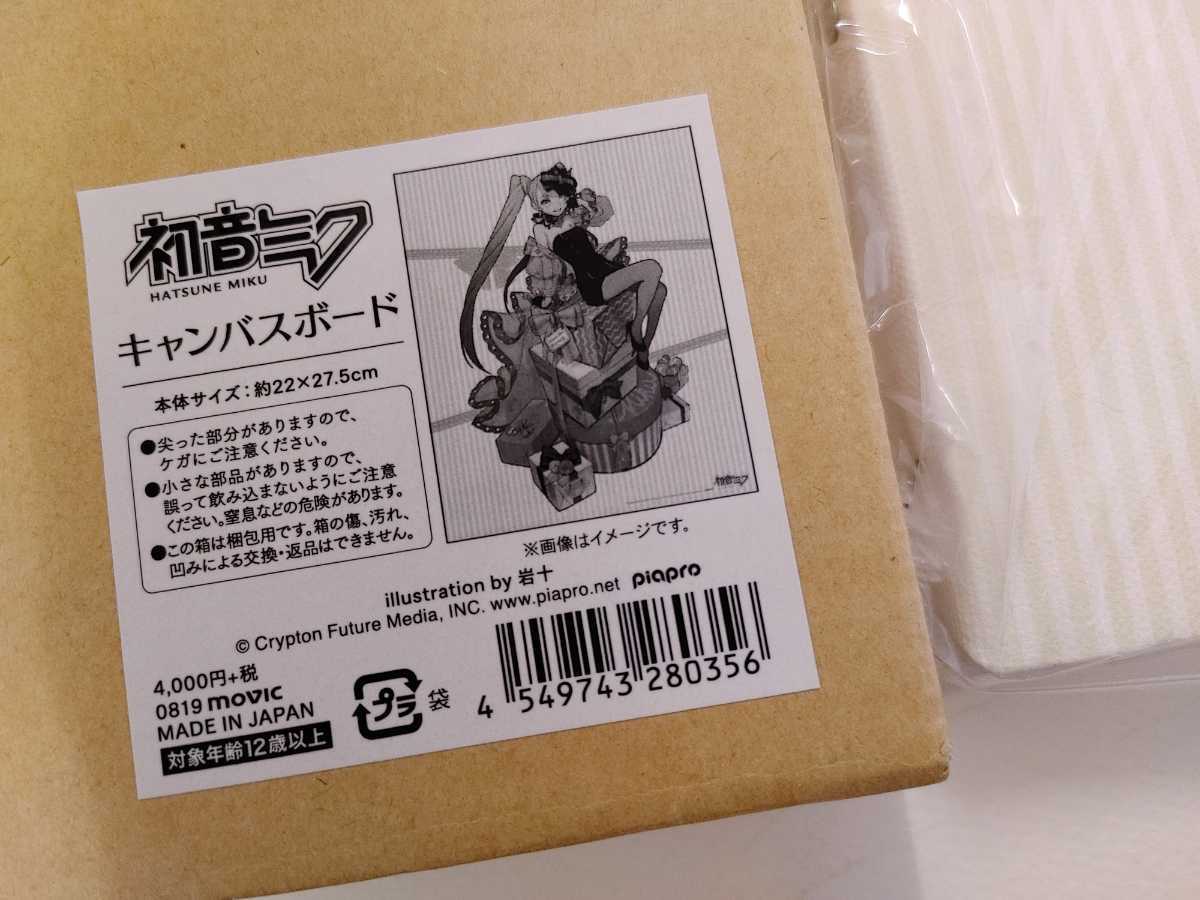 初音ミク
HATSUNE MIKU
キャンバスボード
本体サイズ：約22×27.5cm
●尖った部分がありますので、
ケガにご注意ください。
●小さな部品がありますので、
誤って飲み込まないようにご注意
ください。窒息などの危険があります。
●この箱は梱包用です。箱の傷、汚れ、
凹みによる交換・返品はできません。
初音ミク
※画像はイメージです。
illustration by 岩十
© Crypton Future Media, INC. www.piapro.net piapro
4,000円+税
0819 movic
MADE IN JAPAN
対象年齢12歳以上
プラ 袋
4 549743 280356